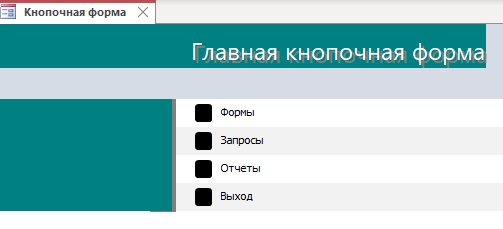 Кнопочная форма
Главная кнопочная форма
Формы
Запросы
Отчеты
Выход